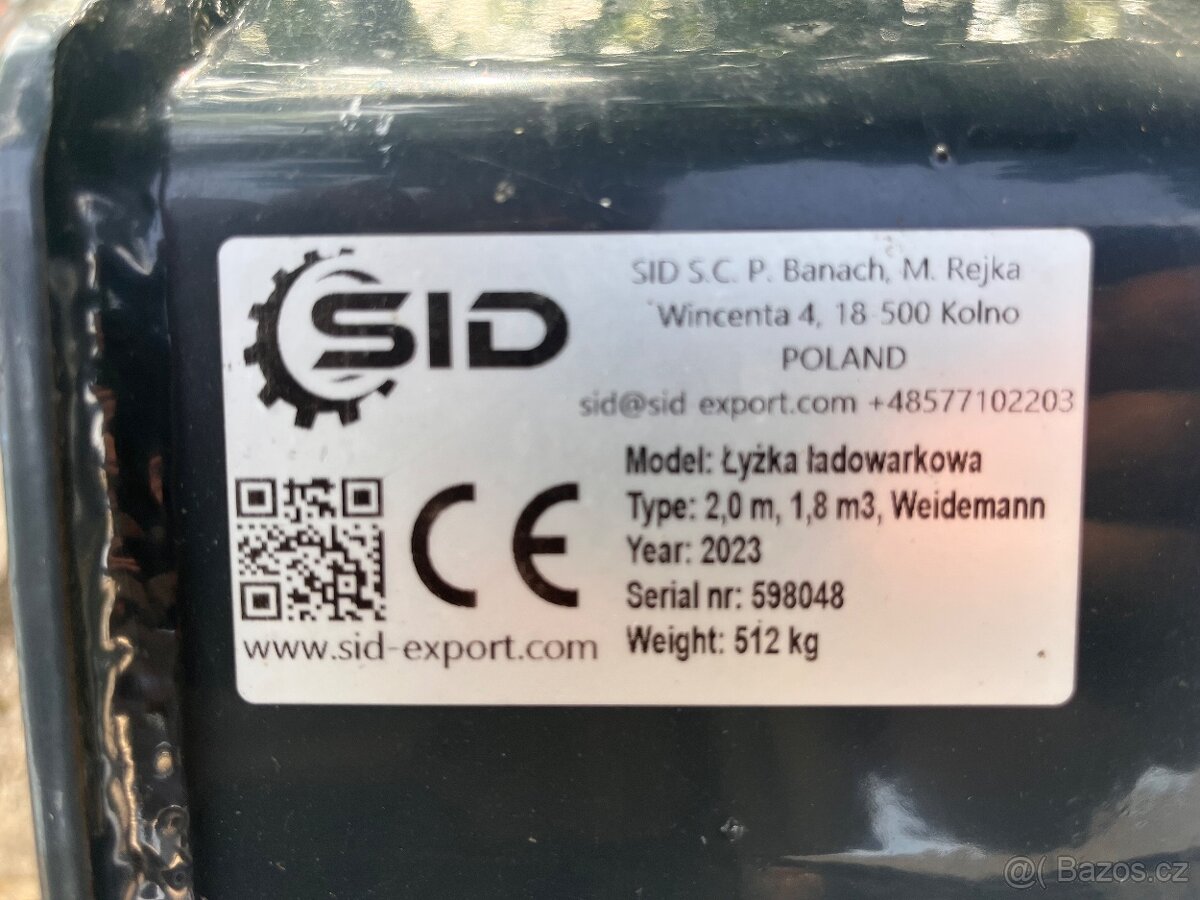 SID
SID S.C. P. Banach, M. Rejka
Wincenta 4, 18 500 Kolno
POLAND
sid@sid export.com +48577102203
Model: Łyżka ładowarkowa
Type: 2,0 m, 1,8 m3, Weidemann
Year: 2023
Serial nr: 598048
Weight: 512 kg
CE
www.sid-export.com
@( Bazos.cz